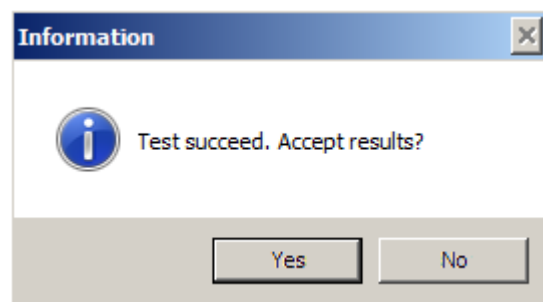 Information
Test succeed. Accept results?
Yes No